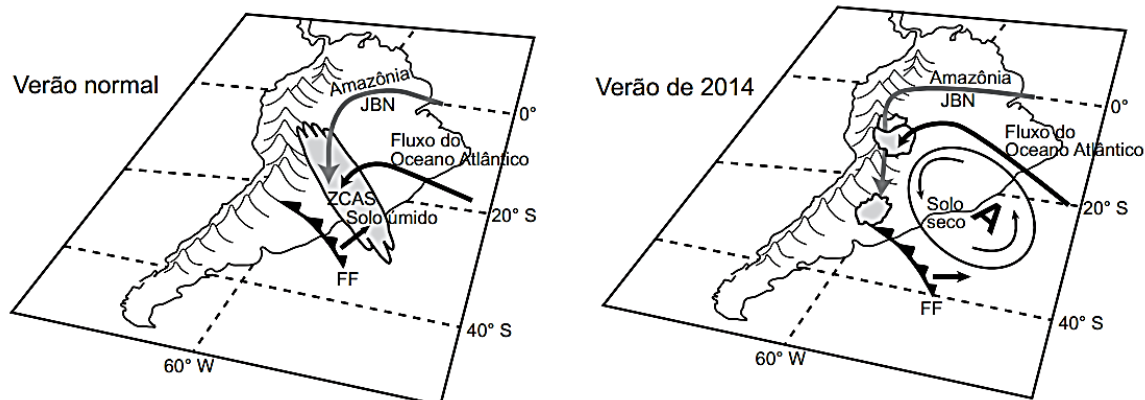 Verão normal
Amazônia
JBN
0°
Fluxo do
Oceano Atlântico
ZCAS
20° S
Solo úmido
FF
40° S
60° W
Verão de 2014
Amazônia
JBN
0°
Fluxo do
Oceano Atlântico
Solo
seco
A
20° S
FF
40° S
60° W